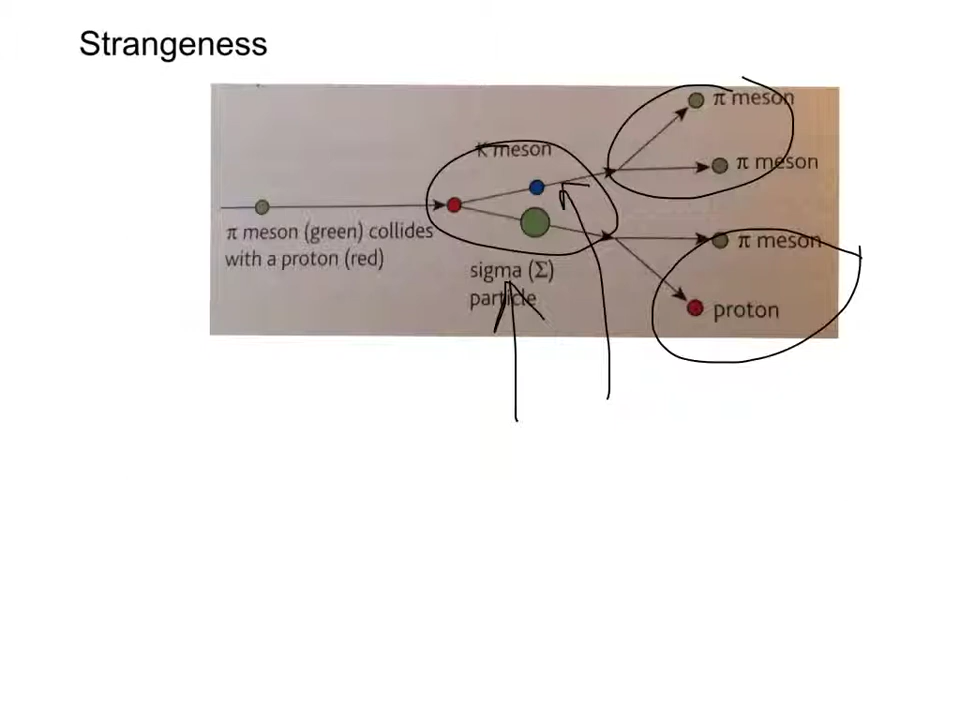 Strangeness
π meson
K meson
π meson
π meson (green) collides
with a proton (red)
π meson
sigma (Σ)
particle
proton